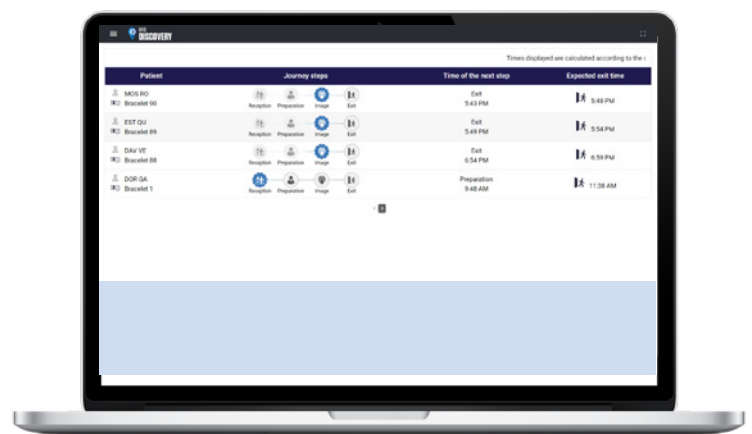 DISCOVERY
Times displayed are calculated according to the
Patient Journey steps Time of the next step Expected exit time
MOS RO
Bracelet 90
Reception Preparation Image Exit
Exit
5:43 PM
5:48 PM
EST QU
Bracelet 89
Reception Preparation Image Exit
Exit
5:49 PM
5:54 PM
DAV VE
Bracelet 88
Reception Preparation Image Exit
Exit
6:54 PM
6:59 PM
DOR GA
Bracelet 1
Reception Preparation Image Exit
Preparation
9:48 AM
11:38 AM